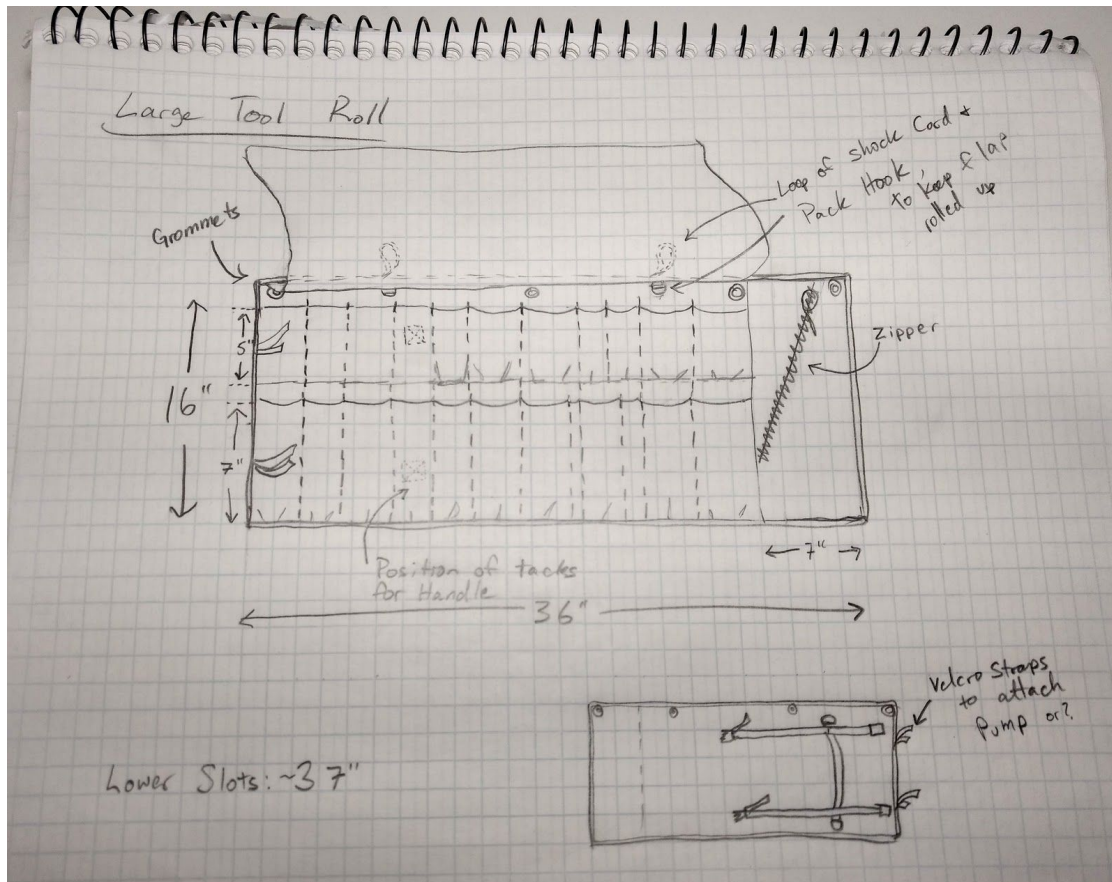 Large Tool Roll
Loop of Shock Cord &
Pack Hook,
to keep flap
rolled up
Grommets
Zipper
5"
16"
7"
7"
Position of tacks
for Handle
36"
Velcro Straps
to attach
Pump or?
Lower Slots: ~3 7"